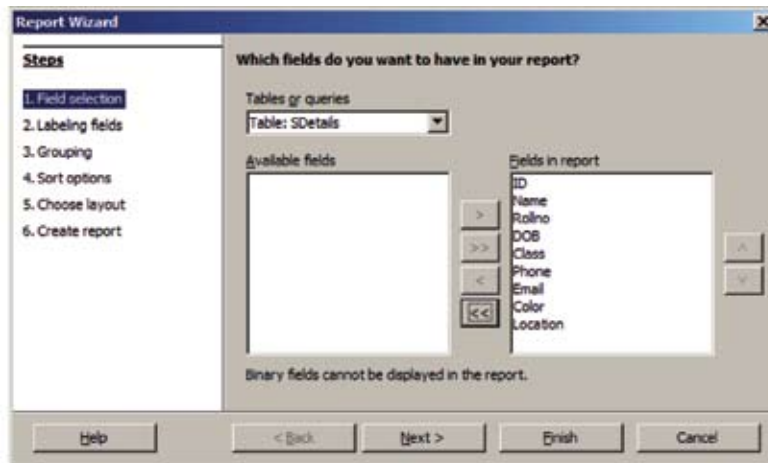 Report Wizard
Steps
1. Field selection
2. Labeling fields
3. Grouping
4. Sort options
5. Choose layout
6. Create report
Which fields do you want to have in your report?
Tables or queries
Table: SDetails
Available fields
Fields in report
ID
Name
Rollno
DOB
Class
Phone
Email
Color
Location
>
>>
<
<<
^
v
Binary fields cannot be displayed in the report.
Help
< Back
Next >
Finish
Cancel